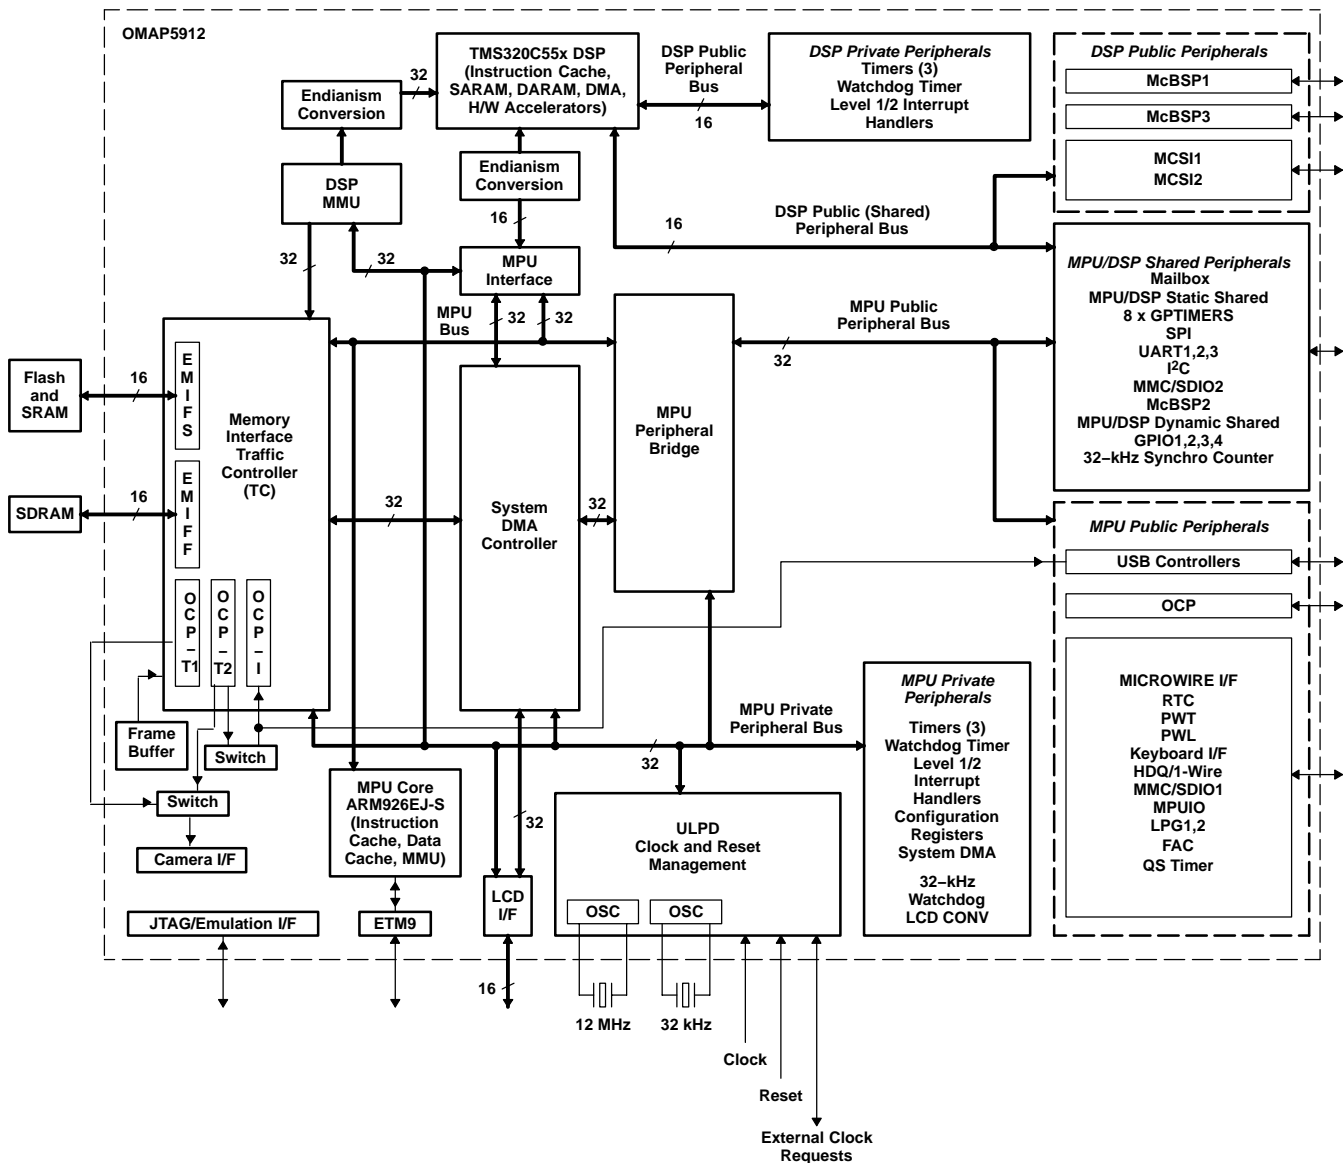 OMAP5912
TMS320C55x DSP
(Instruction Cache,
SARAM, DARAM, DMA,
H/W Accelerators)
32
Endianism
Conversion
DSP Public
Peripheral
Bus
16
DSP Private Peripherals
Timers (3)
Watchdog Timer
Level 1/2 Interrupt
Handlers
DSP Public Peripherals
McBSP1
McBSP3
MCSI1
MCSI2
DSP
MMU
Endianism
Conversion
16
DSP Public (Shared)
Peripheral Bus
16
32
32
MPU
Interface
MPU
Bus
32
32
MPU Public
Peripheral Bus
32
MPU/DSP Shared Peripherals
Mailbox
MPU/DSP Static Shared
8 x GPTIMERS
SPI
UART1,2,3
I2C
MMC/SDIO2
McBSP2
MPU/DSP Dynamic Shared
GPIO1,2,3,4
32–kHz Synchro Counter
Flash
and
SRAM
16
E
M
I
F
S
Memory
Interface
Traffic
Controller
(TC)
MPU
Peripheral
Bridge
SDRAM
16
E
M
I
F
F
32
System
DMA
Controller
32
MPU Public Peripherals
USB Controllers
OCP
O
C
P
–
T1
O
C
P
–
T2
O
C
P
–
I
MICROWIRE I/F
RTC
PWT
PWL
Keyboard I/F
HDQ/1-Wire
MMC/SDIO1
MPUIO
LPG1,2
FAC
QS Timer
Frame
Buffer
Switch
Switch
Camera I/F
MPU Private
Peripheral Bus
32
MPU Private
Peripherals
Timers (3)
Watchdog Timer
Level 1/2
Interrupt
Handlers
Configuration
Registers
System DMA
32–kHz
Watchdog
LCD CONV
MPU Core
ARM926EJ-S
(Instruction
Cache, Data
Cache, MMU)
32
ULPD
Clock and Reset
Management
OSC
OSC
JTAG/Emulation I/F
ETM9
LCD
I/F
16
12 MHz
32 kHz
Clock
Reset
External Clock
Requests